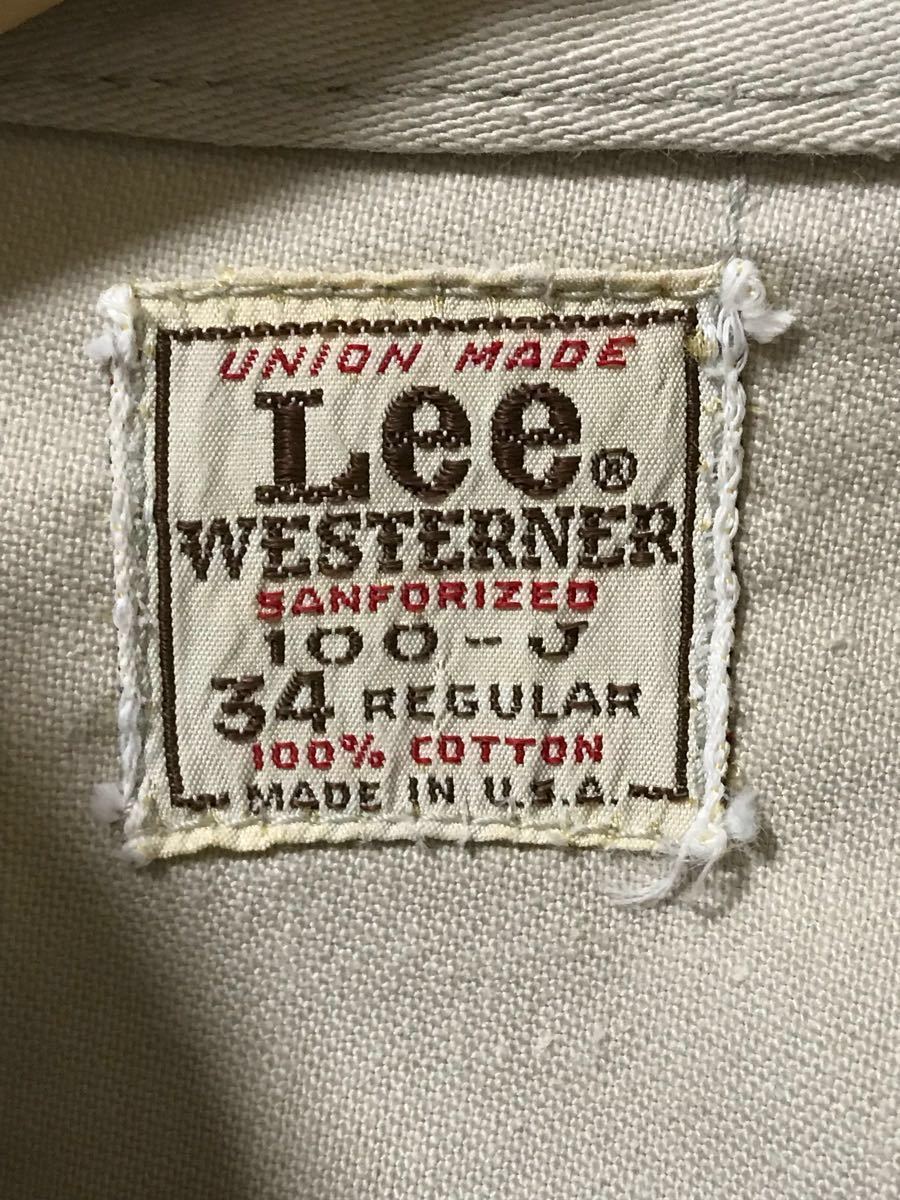 UNION MADE
Lee®
WESTERNER
SANFORIZED
100-J
34 REGULAR
100% COTTON
MADE IN U.S.A.